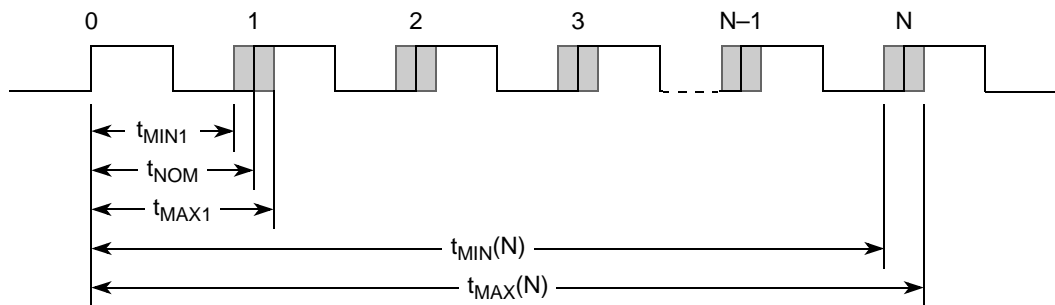 0 1 2 3 N–1 N
tMIN1
tNOM
tMAX1
tMIN(N)
tMAX(N)